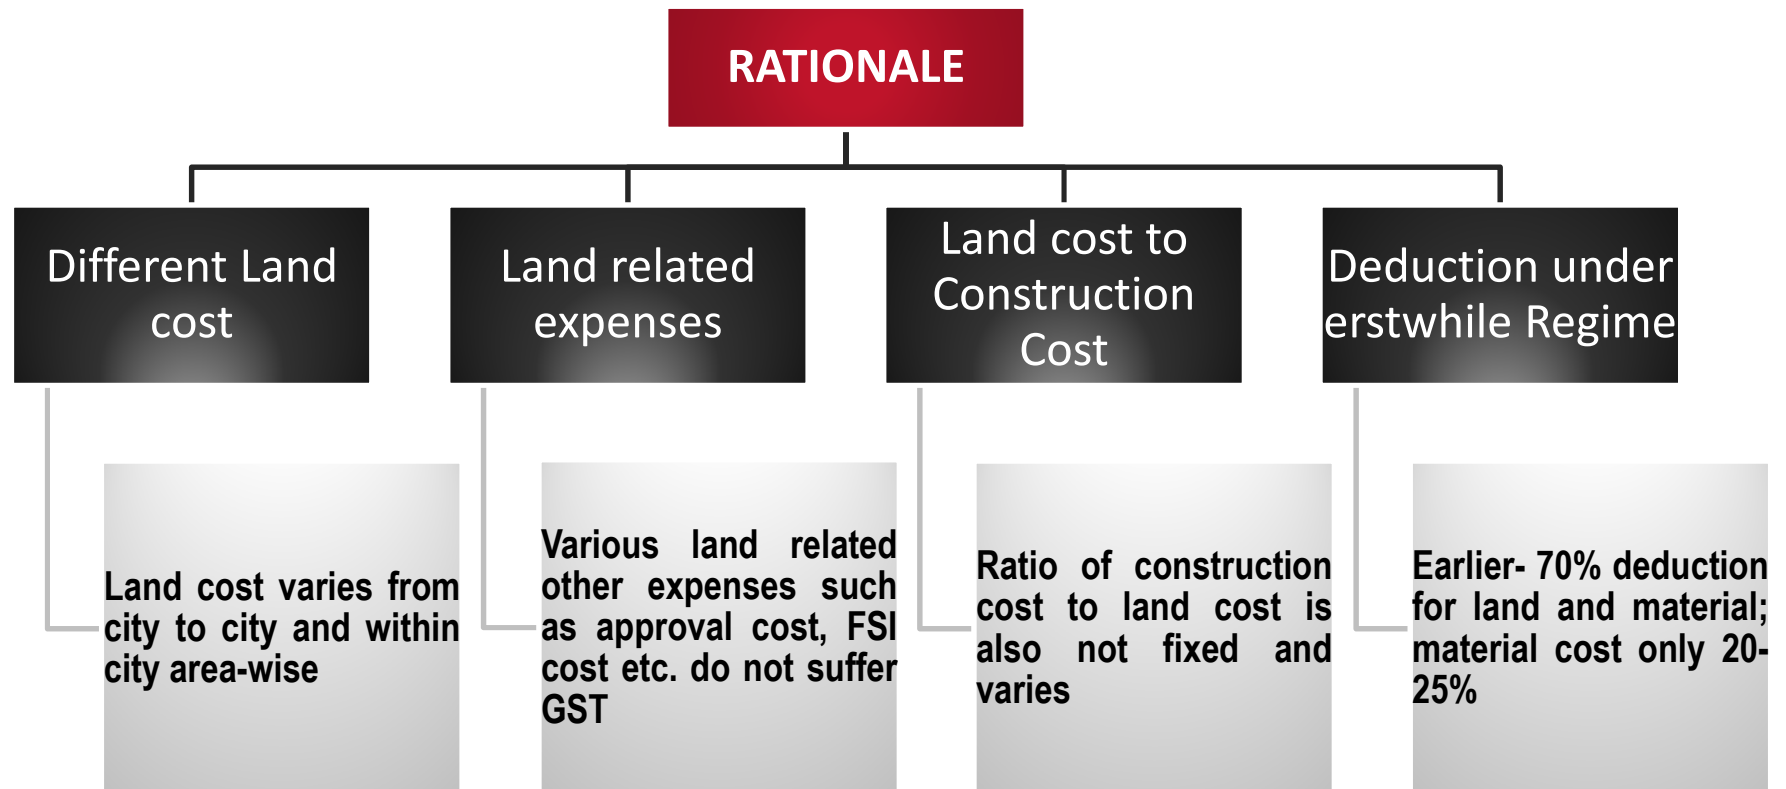 RATIONALE
Different Land
cost
Land related
expenses
Land cost to
Construction
Cost
Deduction under
erstwhile Regime
Land cost varies from
city to city and within
city area-wise
Various land related
other expenses such
as approval cost, FSI
cost etc. do not suffer
GST
Ratio of construction
cost to land cost is
also not fixed and
varies
Earlier- 70% deduction
for land and material;
material cost only 20-
25%